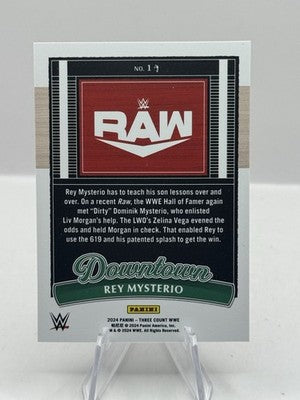 NO. 19
RAW
Rey Mysterio has to teach his son lessons over and
over. On a recent Raw, the WWE Hall of Famer again
met "Dirty" Dominik Mysterio, who enlisted
Liv Morgan's help. The LWO's Zelina Vega evened the
odds and held Morgan in check. That enabled Rey to
use the 619 and his patented splash to get the win.
Downtown
REY MYSTERIO
PANINI
2024 PANINI - THREE COUNT WWE
帕尼尼 © 2024 Panini America, Inc.
© 2024 WWE. All Rights Reserved.